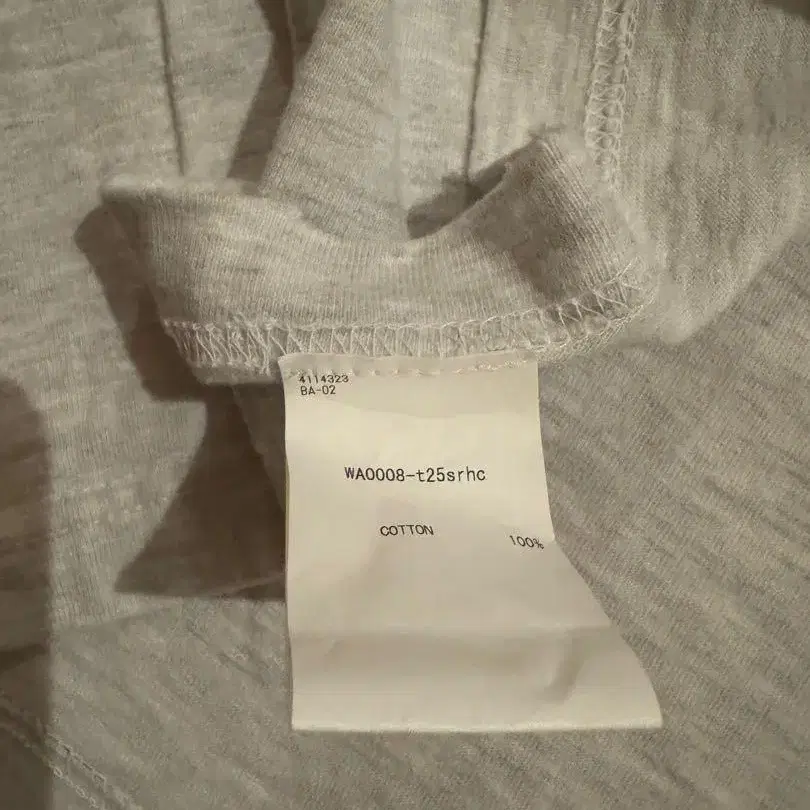 4114323
BA-02
WA0008-t25srhc
COTTON 100%